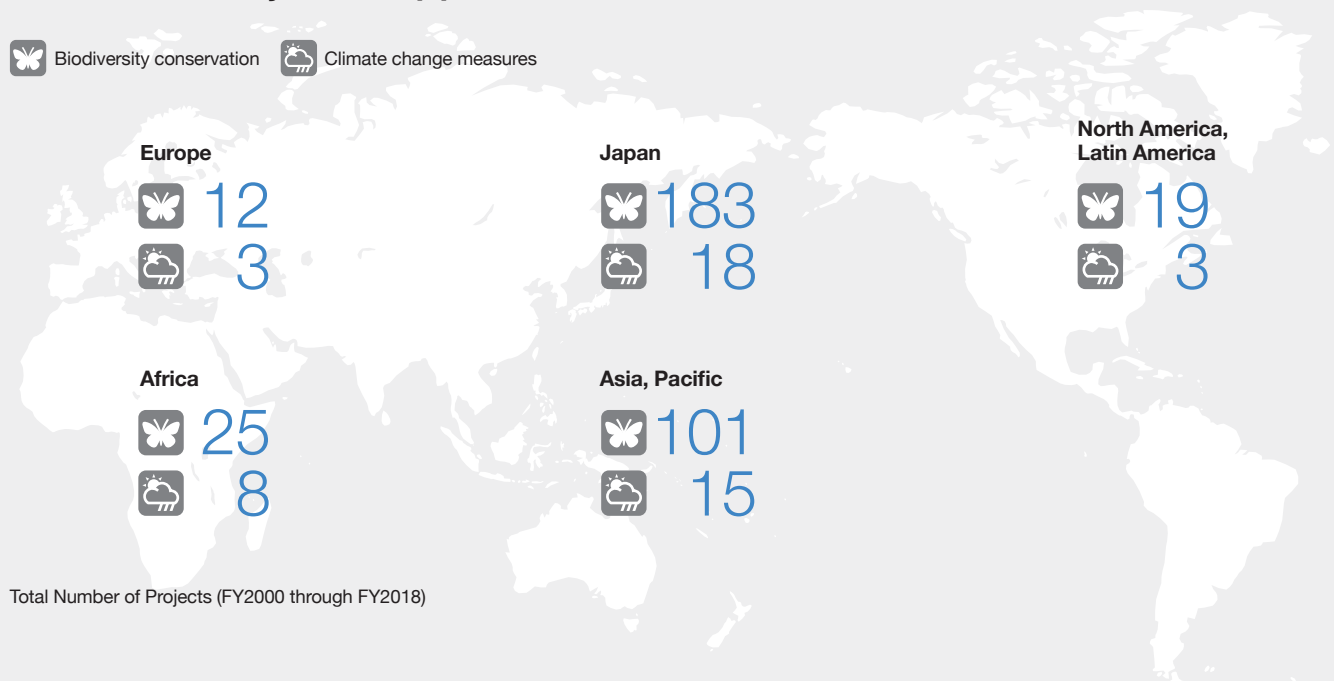 Biodiversity conservation
Climate change measures
Europe
12
3
Japan
183
18
North America,
Latin America
19
3
Africa
25
8
Asia, Pacific
101
15
Total Number of Projects (FY2000 through FY2018)